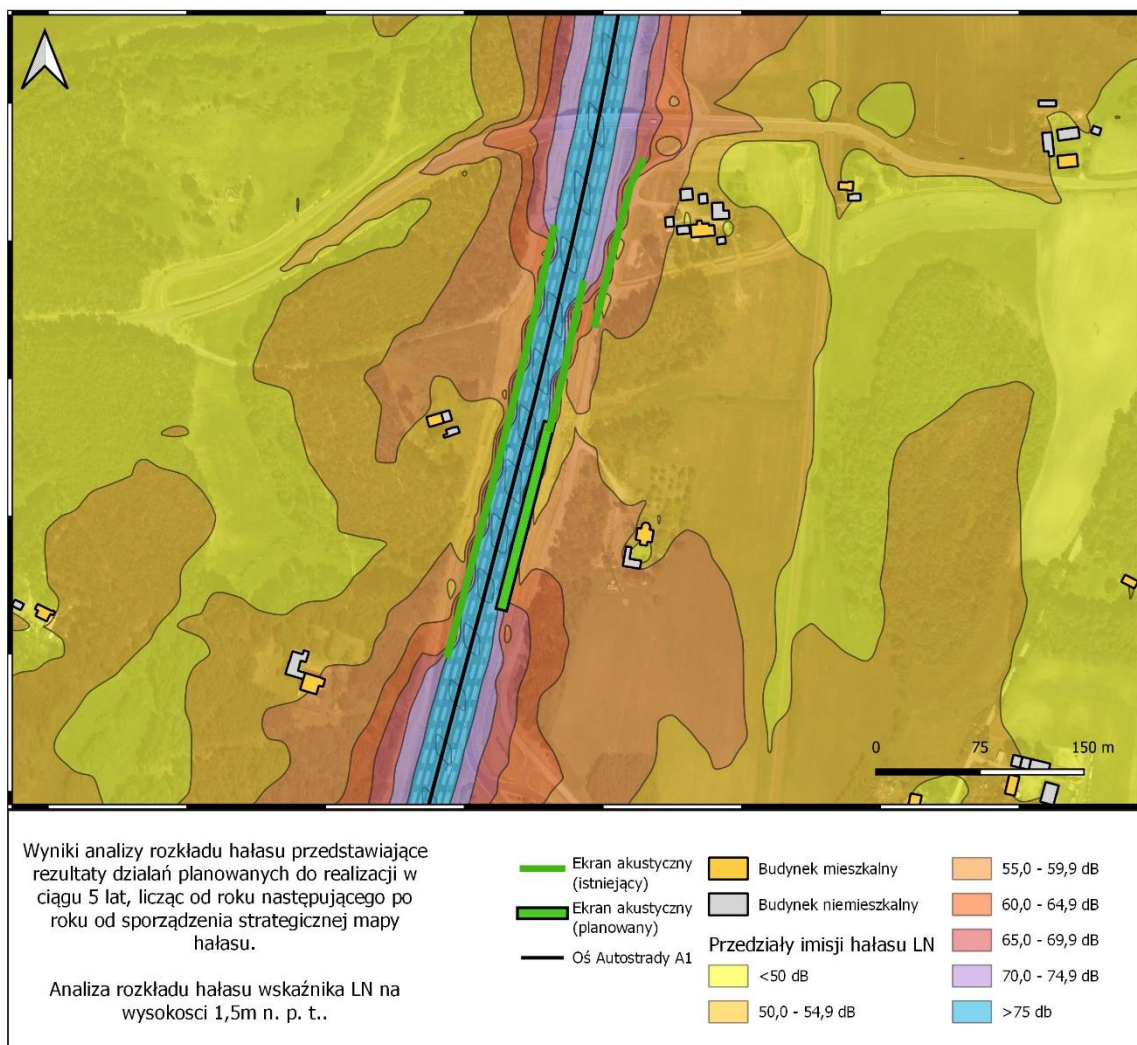 0 75 150 m
Wyniki analizy rozkładu hałasu przedstawiające
rezultaty działań planowanych do realizacji w
ciągu 5 lat, licząc od roku następującego po
roku od sporządzenia strategicznej mapy
hałasu.
Analiza rozkładu hałasu wskaźnika LN na
wysokosci 1,5m n. p. t..
Ekran akustyczny
(istniejący)
Ekran akustyczny
(planowany)
Oś Autostrady A1
Budynek mieszkalny
Budynek niemieszkalny
Przedziały imisji hałasu LN
<50 dB
50,0 - 54,9 dB
55,0 - 59,9 dB
60,0 - 64,9 dB
65,0 - 69,9 dB
70,0 - 74,9 dB
>75 db